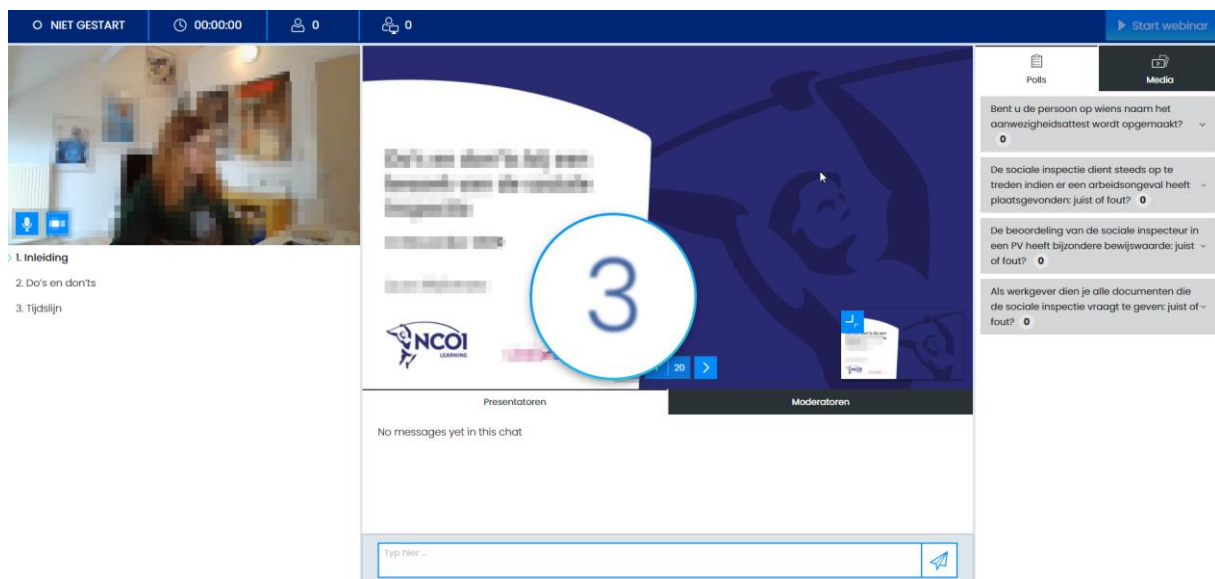 NIET GESTART
00:00:00
0
0
Start webinar
1. Inleiding
2. Do's en don'ts
3. Tijdslijn
NCOI
LEARNING
3
20
Presentatoren
Moderatoren
No messages yet in this chat
Typ hier ...
Polls
Media
Bent u de persoon op wiens naam het
aanwezigheidsattest wordt opgemaakt?
0
De sociale inspectie dient steeds op te
treden indien er een arbeidsongeval heeft
plaatsgevonden: juist of fout? 0
De beoordeling van de sociale inspecteur in
een PV heeft bijzondere bewijswaarde: juist
of fout? 0
Als werkgever dien je alle documenten die
de sociale inspectie vraagt te geven: juist of
fout? 0